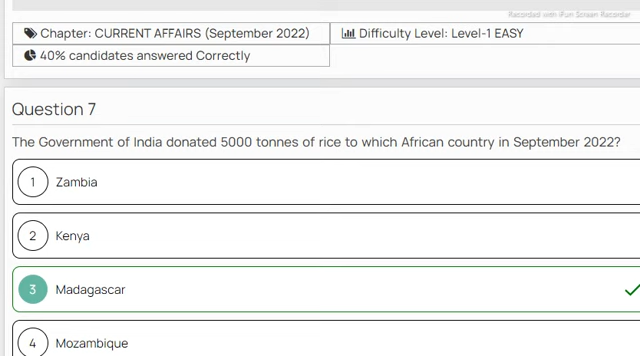 Recorded with iFun Screen Recorder
Chapter: CURRENT AFFAIRS (September 2022)
Difficulty Level: Level-1 EASY
40% candidates answered Correctly
Question 7
The Government of India donated 5000 tonnes of rice to which African country in September 2022?
1 Zambia
2 Kenya
3 Madagascar
4 Mozambique